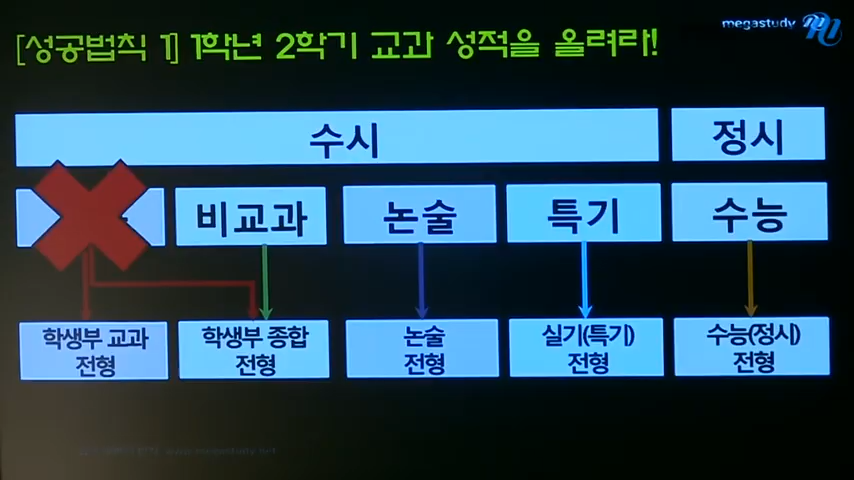 [성공법칙 1] 1학년 2학기 교과 성적을 올려라!
megastudy
수시
정시
비교과
논술
특기
수능
학생부 교과
전형
학생부 종합
전형
논술
전형
실기(특기)
전형
수능(정시)
전형
www.megastudy.net